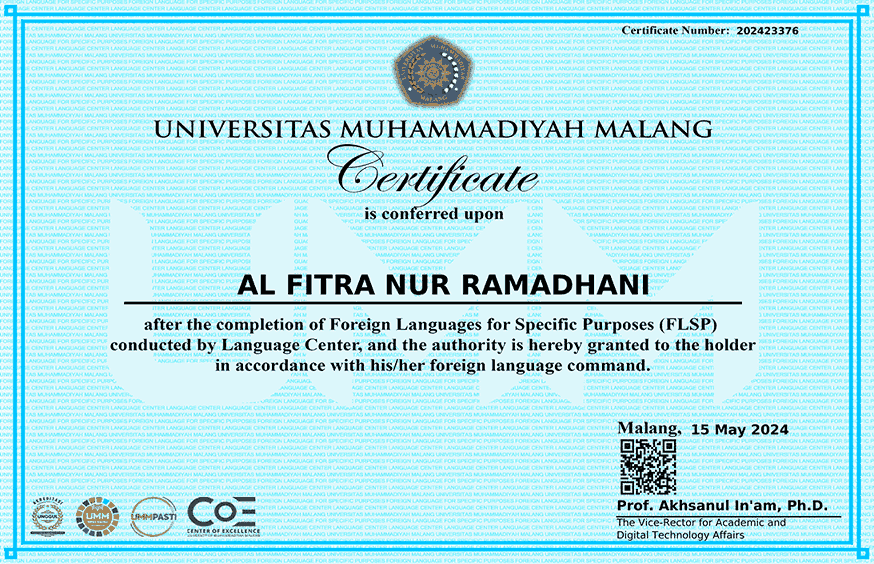 Certificate Number: 202423376
UNIVERSITAS MUHAMMADIYAH MALANG
Certificate
is conferred upon
AL FITRA NUR RAMADHANI
after the completion of Foreign Languages for Specific Purposes (FLSP)
conducted by Language Center, and the authority is hereby granted to the holder
in accordance with his/her foreign language command.
Malang, 15 May 2024
Prof. Akhsanul In'am, Ph.D.
The Vice-Rector for Academic and
Digital Technology Affairs
UMM
UMMPASTI
CoE
CENTER OF EXCELLENCE